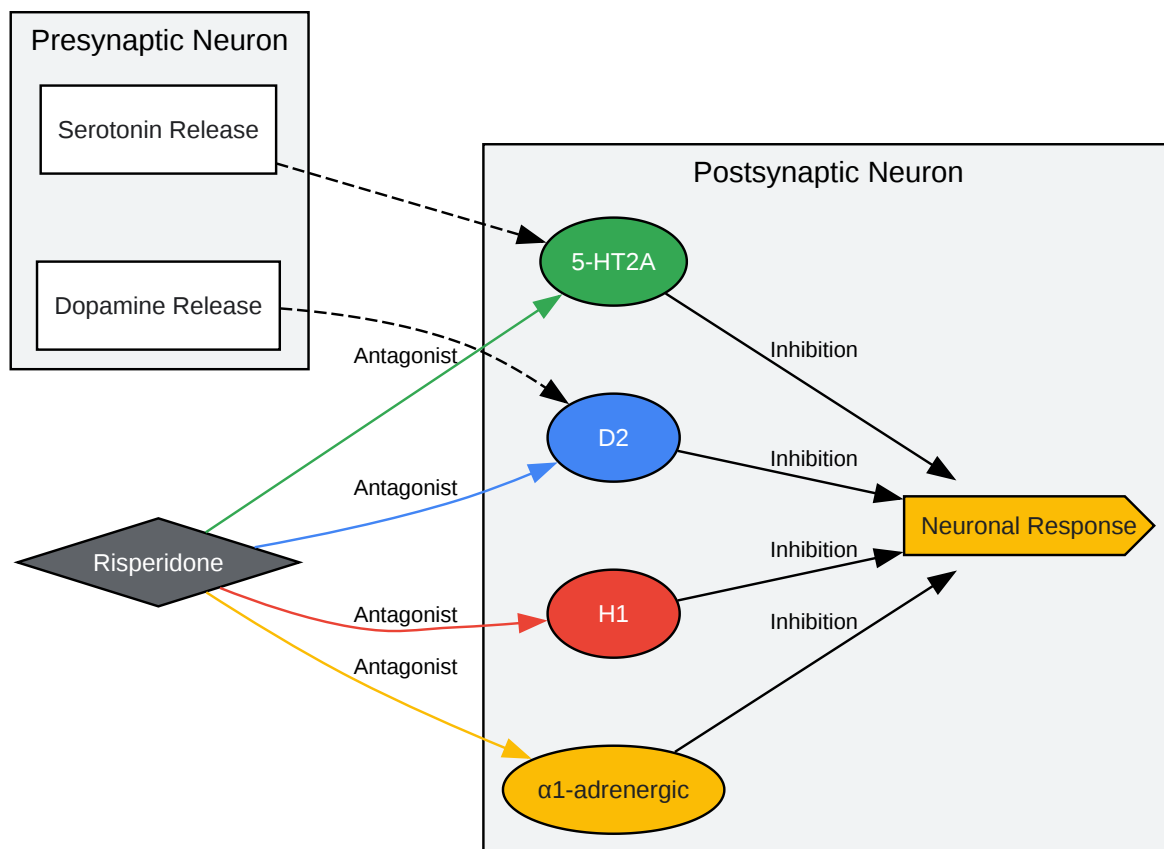 Presynaptic Neuron
Serotonin Release
Dopamine Release
Postsynaptic Neuron
5-HT2A
Antagonist
Inhibition
D2
Antagonist
Inhibition
Risperidone
Neuronal Response
H1
Antagonist
Inhibition
α1-adrenergic
Antagonist
Inhibition